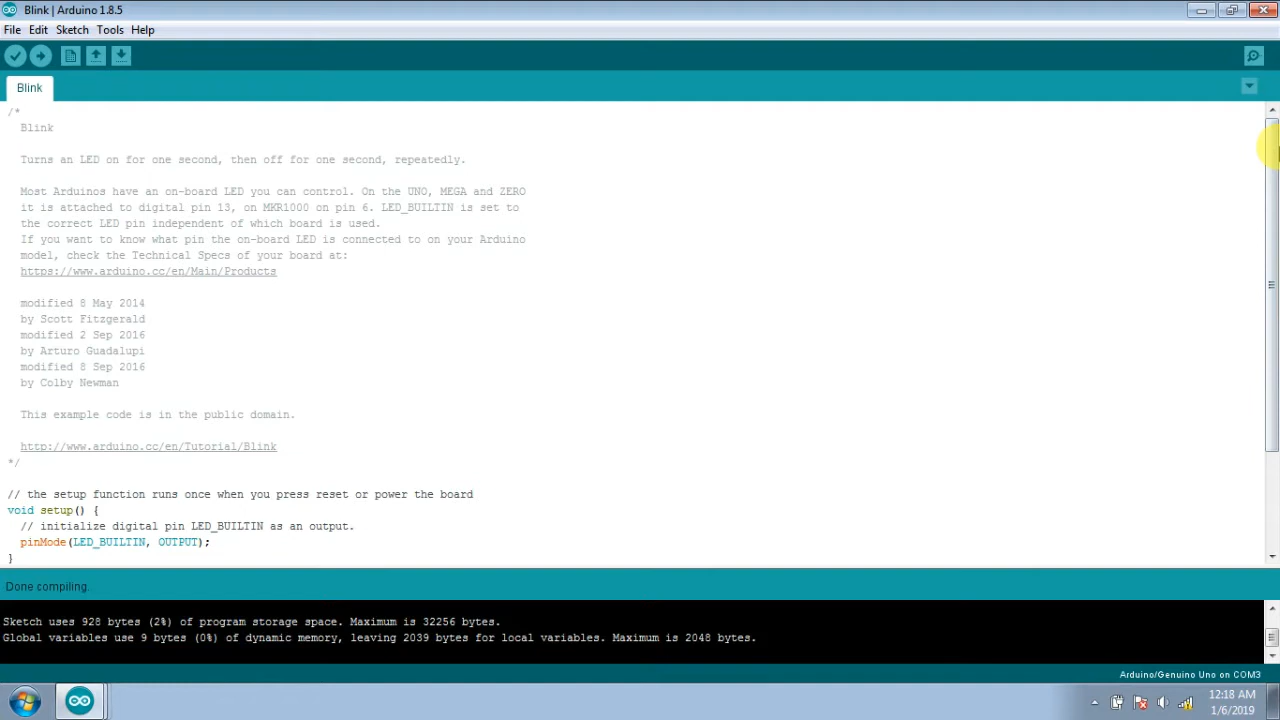 Blink | Arduino 1.8.5
File Edit Sketch Tools Help
Blink
/*
Blink
Turns an LED on for one second, then off for one second, repeatedly.
Most Arduinos have an on-board LED you can control. On the UNO, MEGA and ZERO
it is attached to digital pin 13, on MKR1000 on pin 6. LED_BUILTIN is set to
the correct LED pin independent of which board is used.
If you want to know what pin the on-board LED is connected to on your Arduino
model, check the Technical Specs of your board at:
https://www.arduino.cc/en/Main/Products
modified 8 May 2014
by Scott Fitzgerald
modified 2 Sep 2016
by Arturo Guadalupi
modified 8 Sep 2016
by Colby Newman
This example code is in the public domain.
http://www.arduino.cc/en/Tutorial/Blink
*/
// the setup function runs once when you press reset or power the board
void setup() {
// initialize digital pin LED_BUILTIN as an output.
pinMode(LED_BUILTIN, OUTPUT);
}
Done compiling.
Sketch uses 928 bytes (2%) of program storage space. Maximum is 32256 bytes.
Global variables use 9 bytes (0%) of dynamic memory, leaving 2039 bytes for local variables. Maximum is 2048 bytes.
Arduino/Genuino Uno on COM3
12:18 AM
1/6/2019